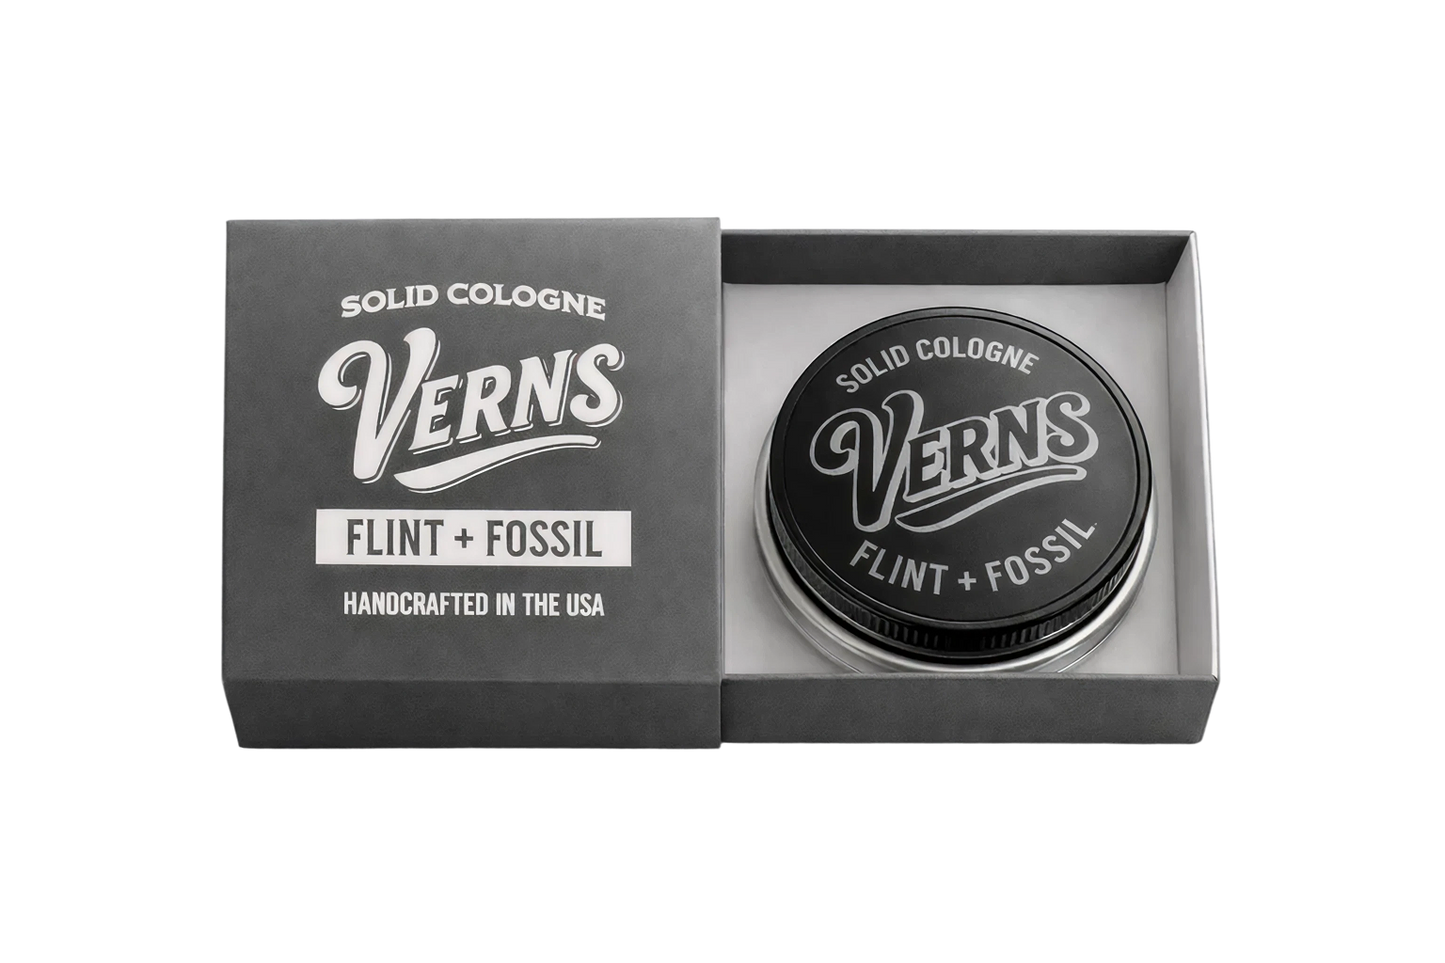 SOLID COLOGNE
VERNS
FLINT + FOSSIL
HANDCRAFTED IN THE USA
SOLID COLOGNE
VERNS
FLINT + FOSSIL